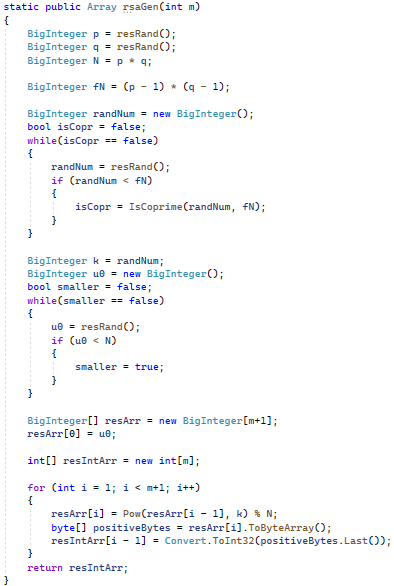 static public Array rsaGen(int m)
{
BigInteger p = resRand();
BigInteger q = resRand();
BigInteger N = p * q;
BigInteger fN = (p - 1) * (q - 1);
BigInteger randNum = new BigInteger();
bool isCopr = false;
while(isCopr == false)
{
randNum = resRand();
if (randNum < fN)
{
isCopr = IsCoprime(randNum, fN);
}
}
BigInteger k = randNum;
BigInteger u0 = new BigInteger();
bool smaller = false;
while(smaller == false)
{
u0 = resRand();
if (u0 < N)
{
smaller = true;
}
}
BigInteger[] resArr = new BigInteger[m+1];
resArr[0] = u0;
int[] resIntArr = new int[m];
for (int i = 1; i < m+1; i++)
{
resArr[i] = Pow(resArr[i - 1], k) % N;
byte[] positiveBytes = resArr[i].ToByteArray();
resIntArr[i - 1] = Convert.ToInt32(positiveBytes.Last());
}
return resIntArr;
}